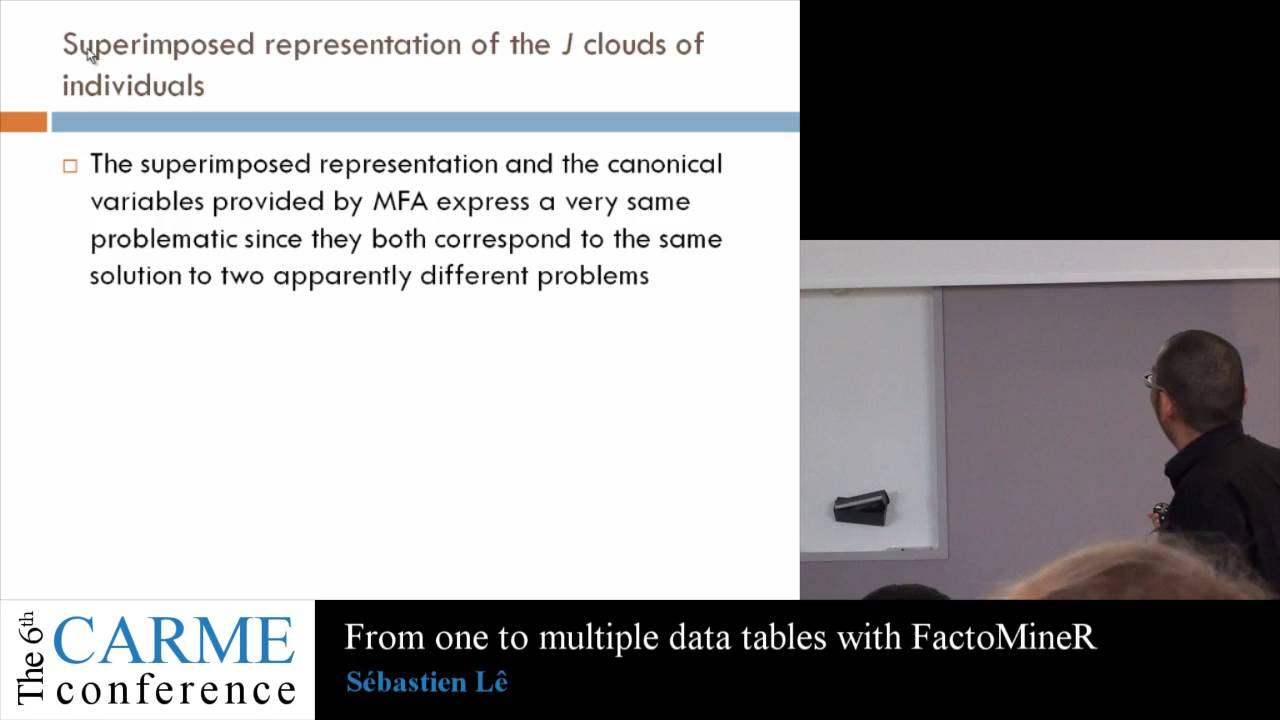 Superimposed representation of the J clouds of
individuals
The superimposed representation and the canonical
variables provided by MFA express a very same
problematic since they both correspond to the same
solution to two apparently different problems
The 6th
CARME
conference
From one to multiple data tables with FactoMineR
Sébastien Lê